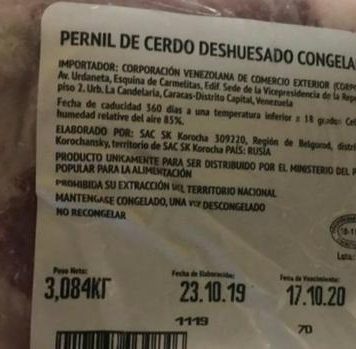 PERNIL DE CERDO DESHUESADO CONGELA
IMPORTADOR: CORPORACIÓN VENEZOLANA DE COMERCIO EXTERIOR
Av. Urdaneta, Esquina de Carmelitas, Edif. Sede de la Vicepresidencia de la
piso 2. Urb. La Candelaria, Caracas-Distrito Capital, Venezuela
Fecha de caducidad 360 días a una temperatura inferior ± 18 grados
humedad relative del aire 85%.
ELABORADO POR: SAC SK Korocha 309220, Región de Belgorod,
Korochansky, territorio de SAC SK Korocha PAÍS: RUSIA
PRODUCTO UNICAMENTE PARA SER DISTRIBUIDO POR EL MINISTERIO DEL
POPULAR PARA LA ALIMENTACIÓN
PROHIBIDA SU EXTRACCIÓN DEL TERRITORIO NACIONAL
MANTENGASE CONGELADO, UNA VEZ DESCONGELADO
NO RECONGELAR
Lote:
Peso Neto: Fecha de Elaboración: Fecha de Vencimiento:
3,084КГ 23.10.19 17.10.20
1119 70